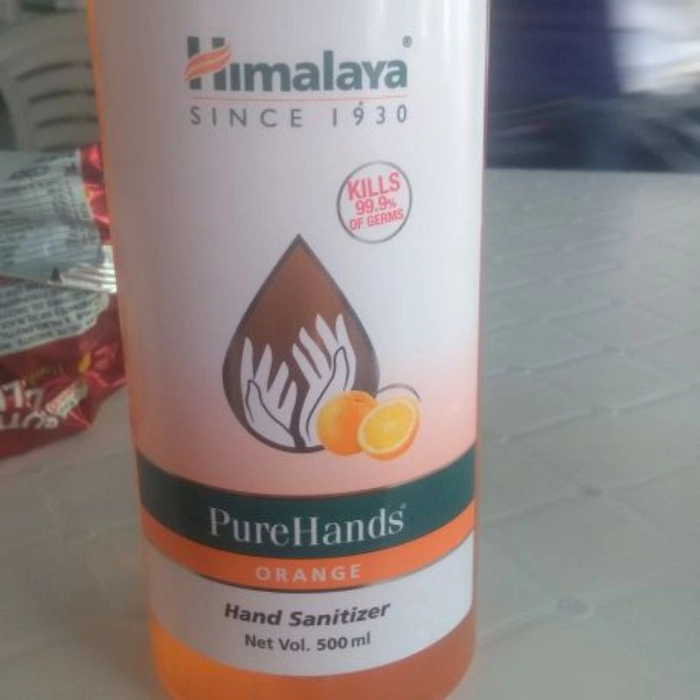 Himalaya®
SINCE 1930
KILLS
99.9%
OF GERMS
PureHands®
ORANGE
Hand Sanitizer
Net Vol. 500 ml